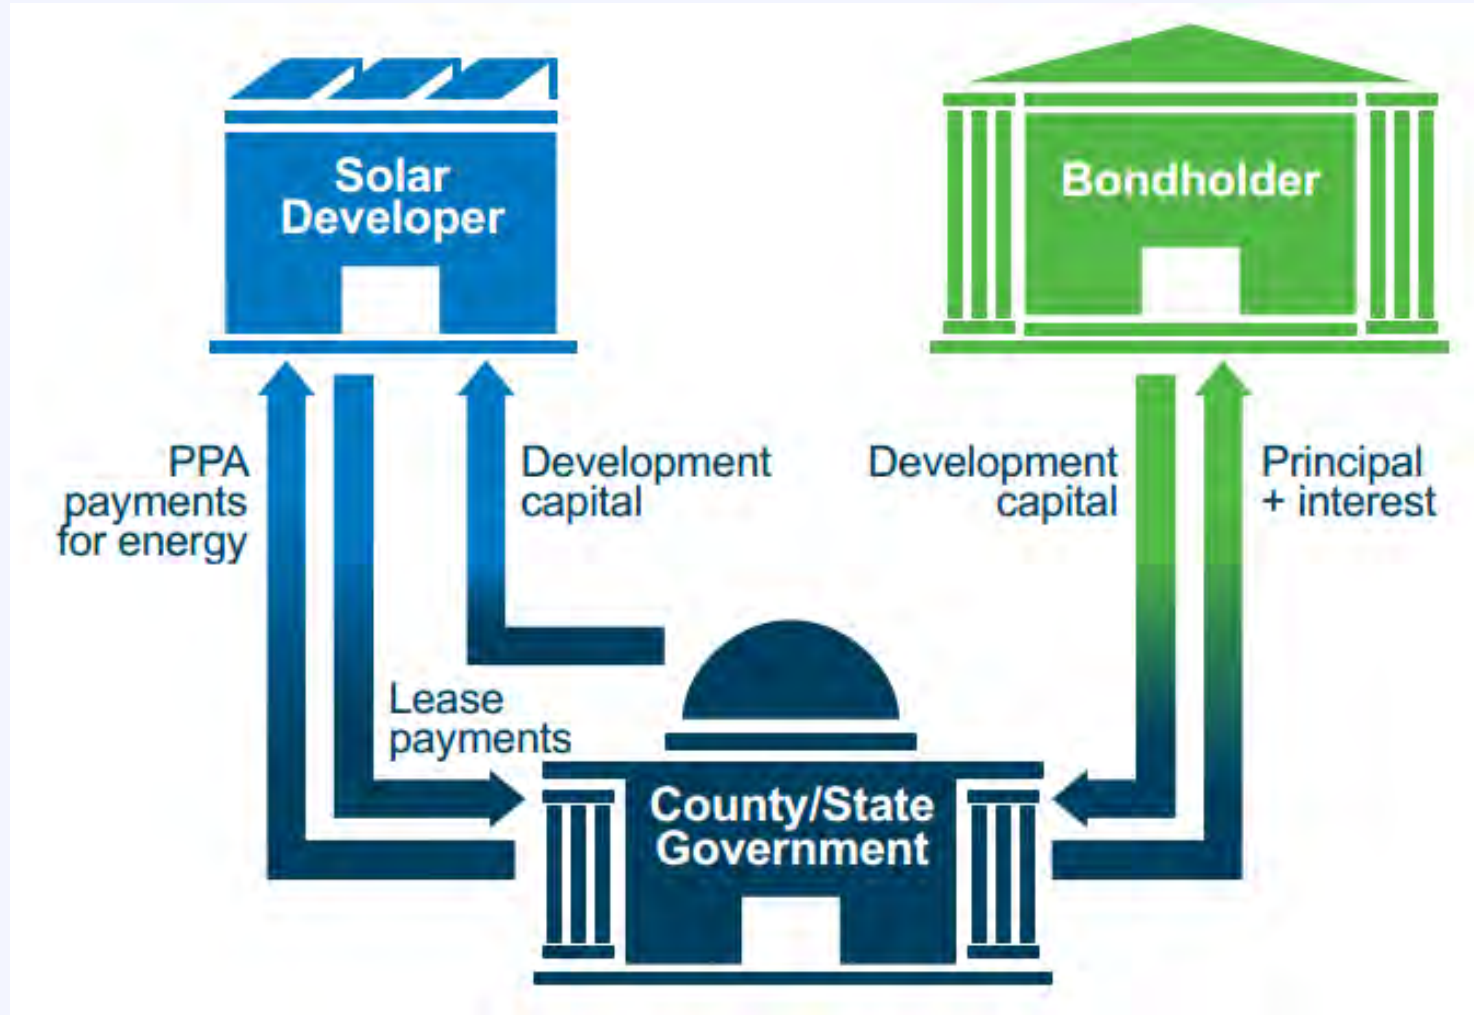 Solar
Developer
Bondholder
PPA
payments
for energy
Development
capital
Development
capital
Principal
+ interest
Lease
payments
County/State
Government